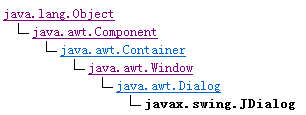 java.lang.Object
java.awt.Component
java.awt.Container
java.awt.Window
java.awt.Dialog
javax.swing.JDialog